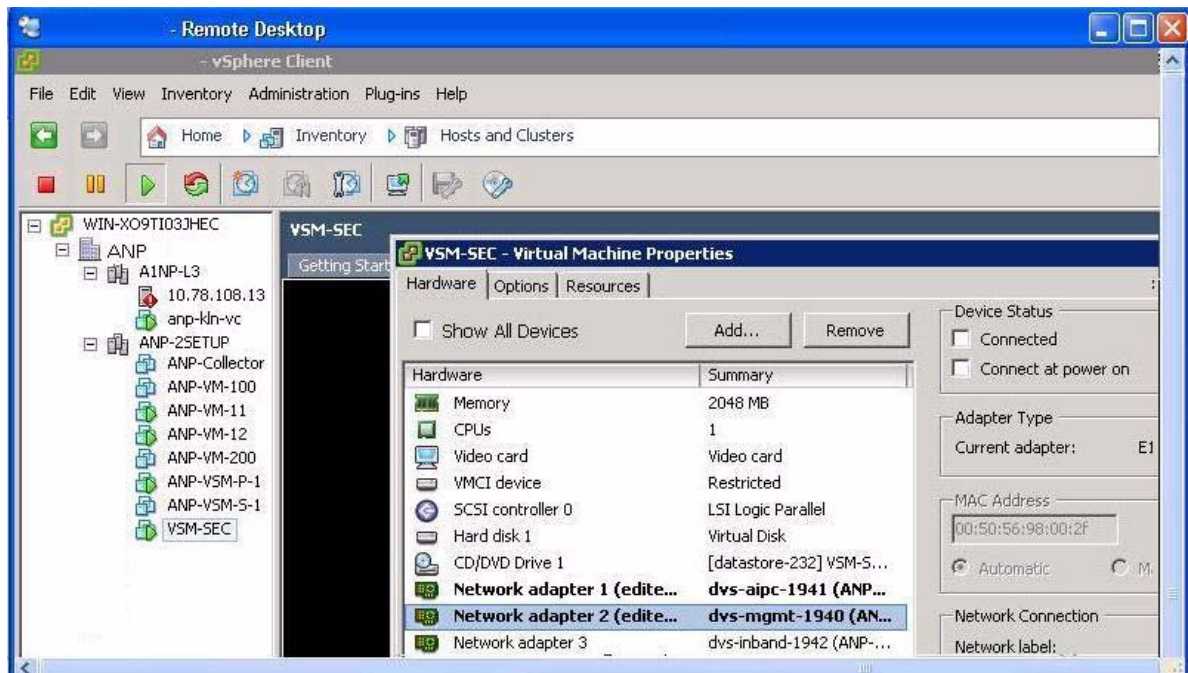 - Remote Desktop
- vSphere Client
File Edit View Inventory Administration Plug-ins Help
Home Inventory Hosts and Clusters
WIN-XO9TI03JHEC
ANP
A1NP-L3
10.78.108.13
anp-kln-vc
ANP-2SETUP
ANP-Collector
ANP-VM-100
ANP-VM-11
ANP-VM-12
ANP-VM-200
ANP-VSM-P-1
ANP-VSM-S-1
VSM-SEC
VSM-SEC
Getting Start
VSM-SEC - Virtual Machine Properties
Hardware Options Resources
Show All Devices Add... Remove
Hardware Summary
Memory 2048 MB
CPUs 1
Video card Video card
VMCI device Restricted
SCSI controller 0 LSI Logic Parallel
Hard disk 1 Virtual Disk
CD/DVD Drive 1 [datastore-232] VSM-S...
Network adapter 1 (edite... dvs-aipc-1941 (ANP...
Network adapter 2 (edite... dvs-mgmt-1940 (AN...
Network adapter 3 dvs-inband-1942 (ANP-...
Device Status
Connected
Connect at power on
Adapter Type
Current adapter: E1
MAC Address
00:50:56:98:00:2f
Automatic M
Network Connection
Network label: